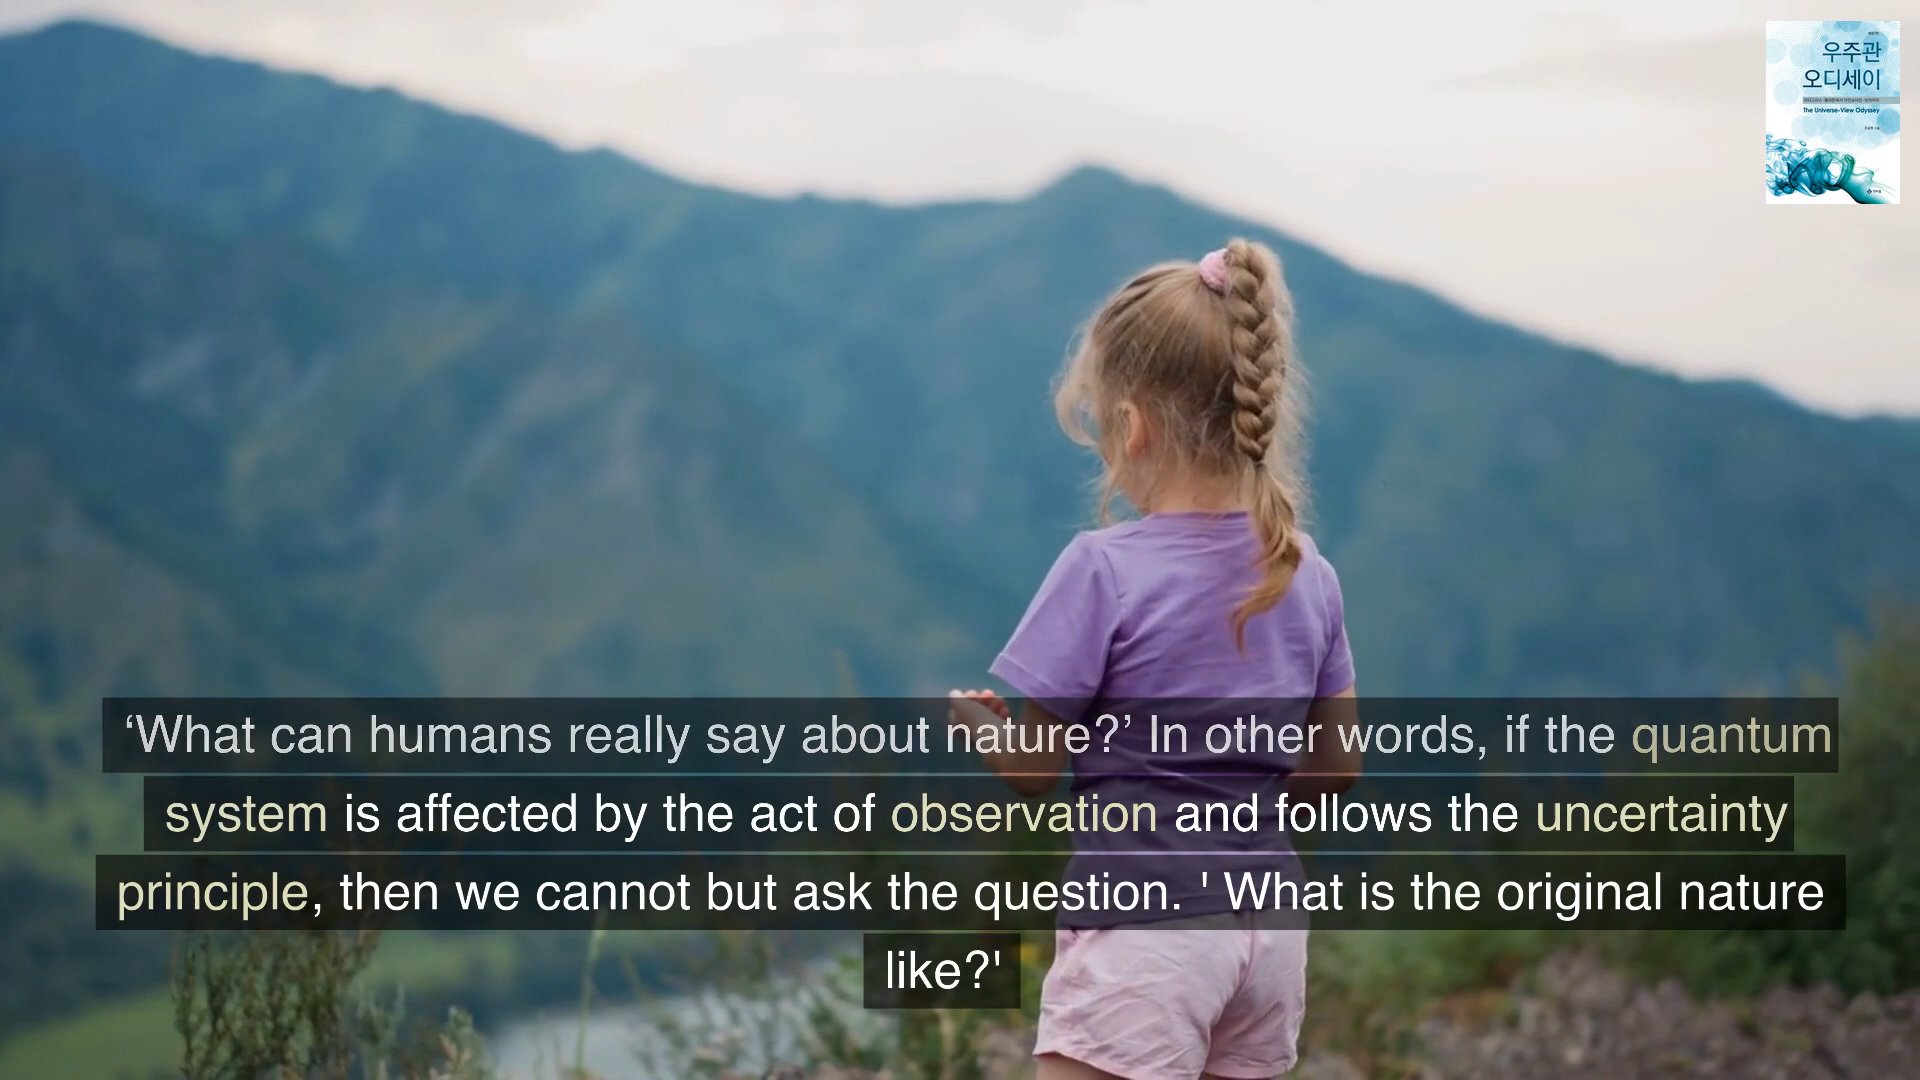 우주관
오디세이
The Universe-View Odyssey
‘What can humans really say about nature?’ In other words, if the quantum
system is affected by the act of observation and follows the uncertainty
principle, then we cannot but ask the question. ' What is the original nature
like?'